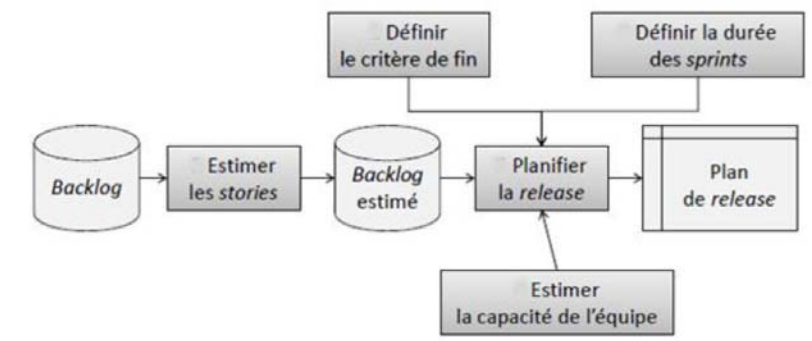 Définir
le critère de fin
Définir la durée
des sprints
Backlog
Estimer
les stories
Backlog
estimé
Planifier
la release
Plan
de release
Estimer
la capacité de l'équipe